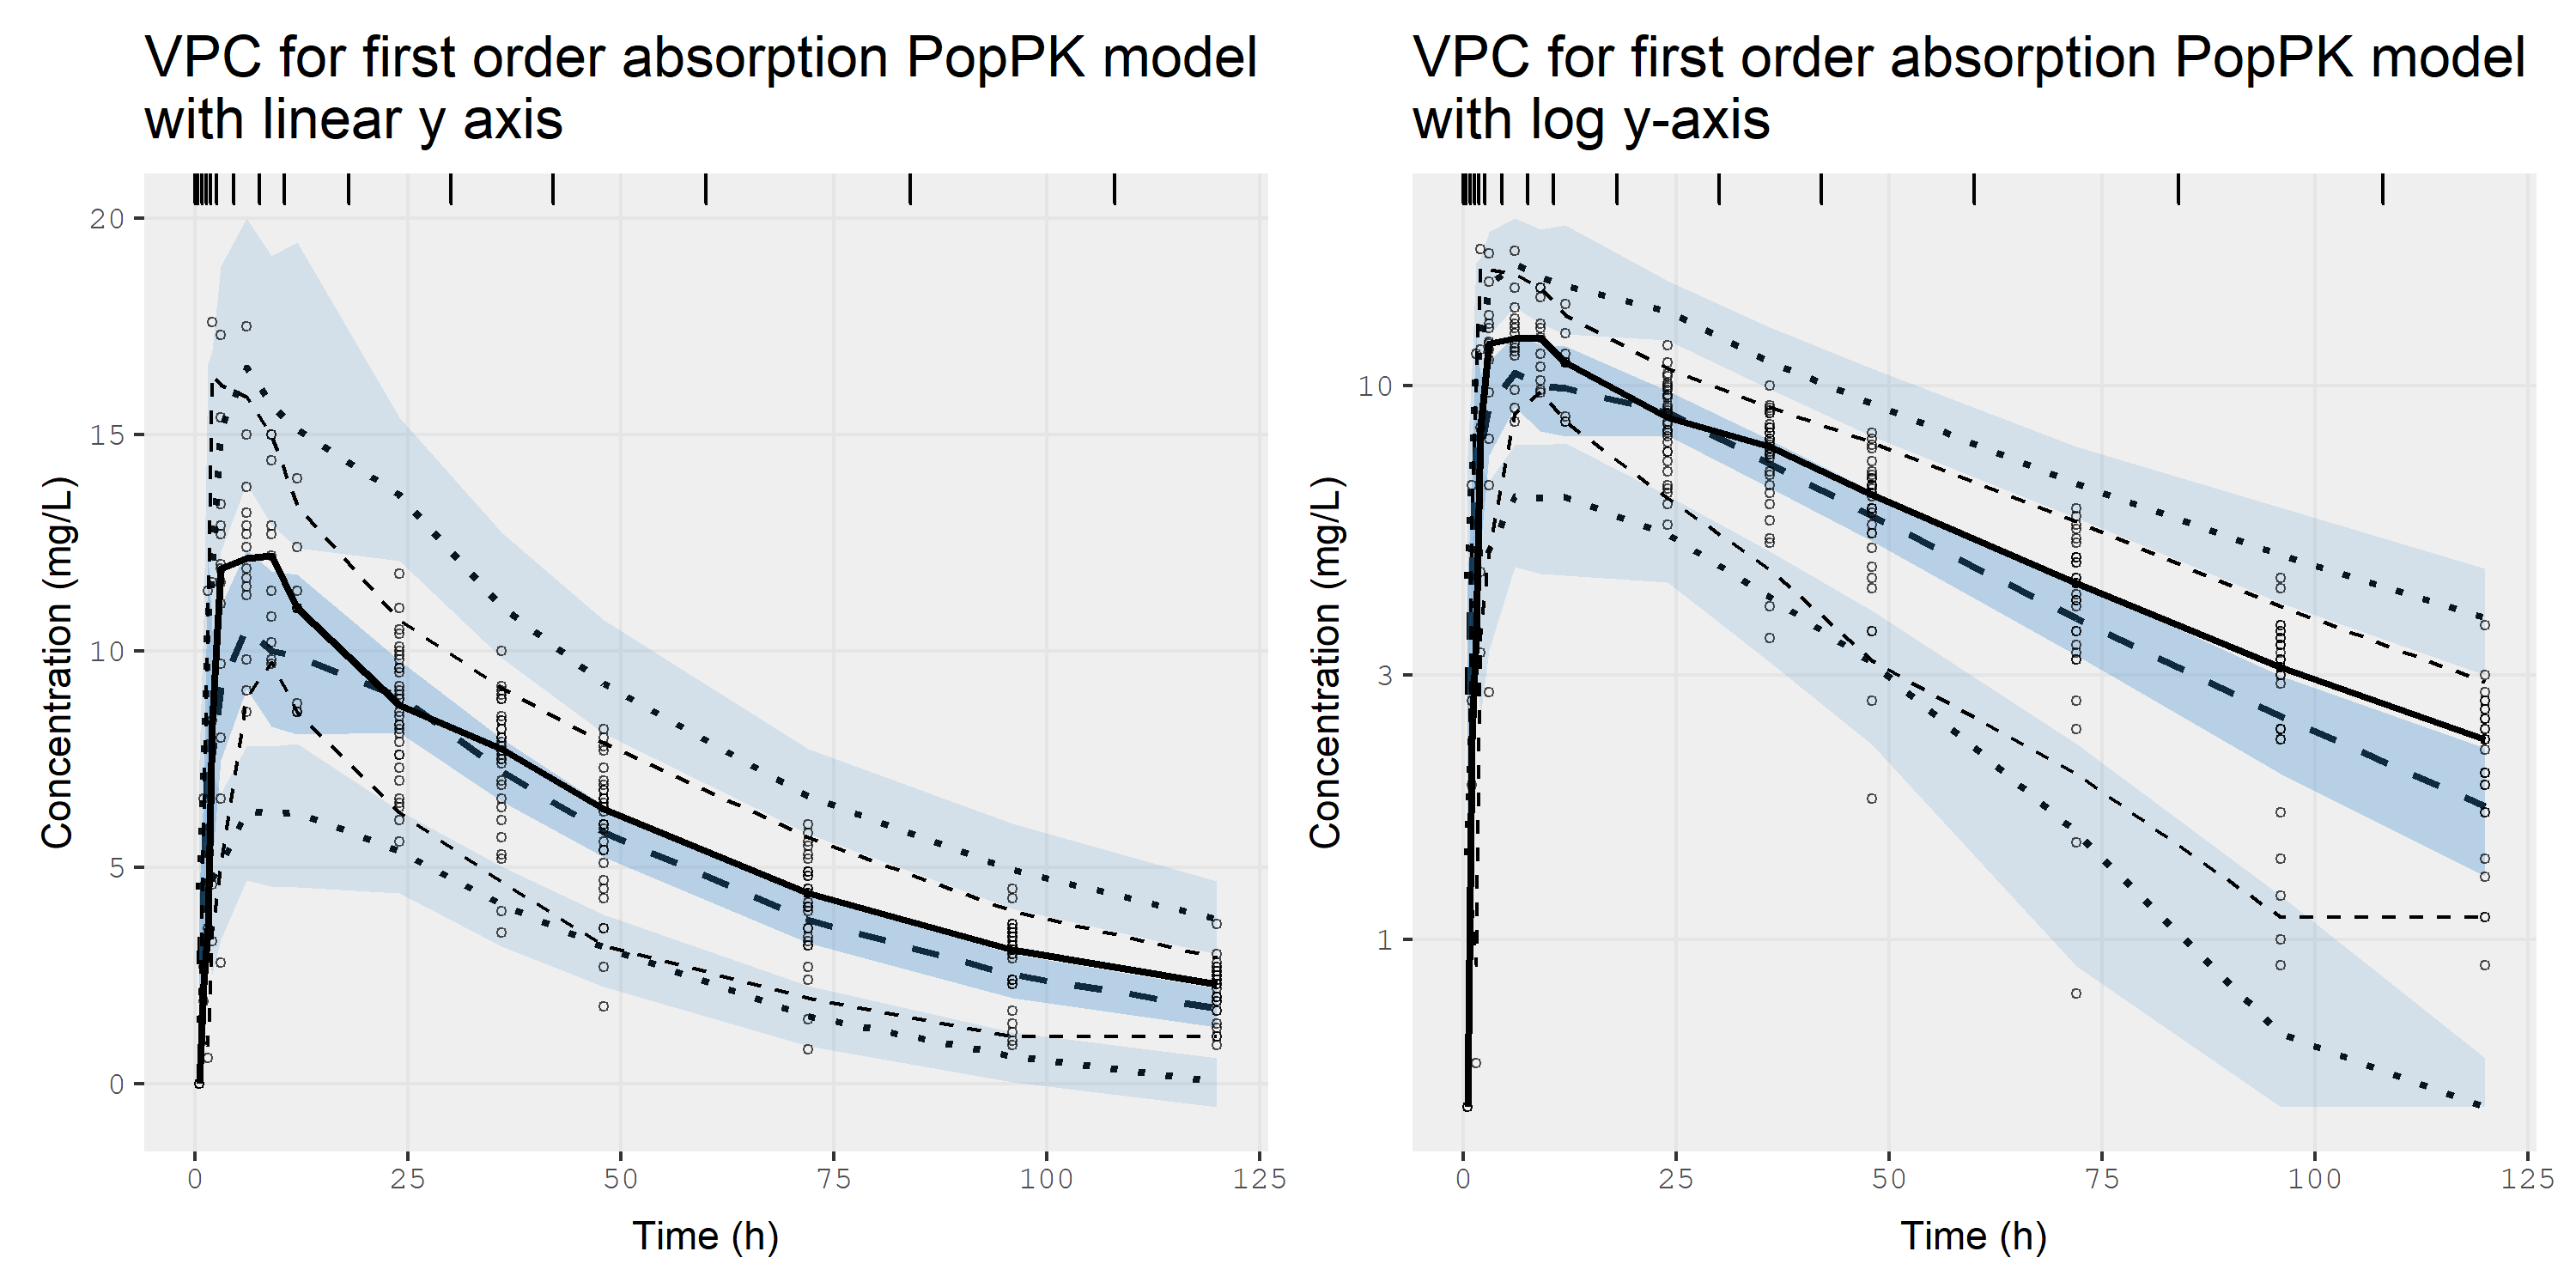 VPC for first order absorption PopPK model
with linear y axis
20
15
10
5
0
Concentration (mg/L)
0 25 50 75 100 125
Time (h)
VPC for first order absorption PopPK model
with log y-axis
10
3
1
Concentration (mg/L)
0 25 50 75 100 125
Time (h)